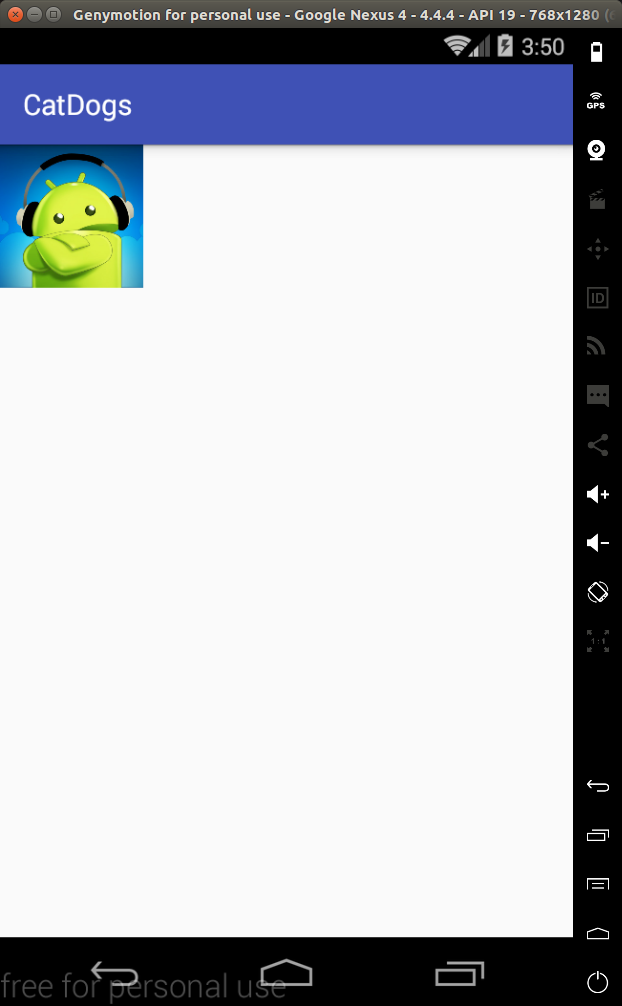 Genymotion for personal use - Google Nexus 4 - 4.4.4 - API 19 - 768x1280 (
3:50
GPS
CatDogs
ID
1:1
free for personal use